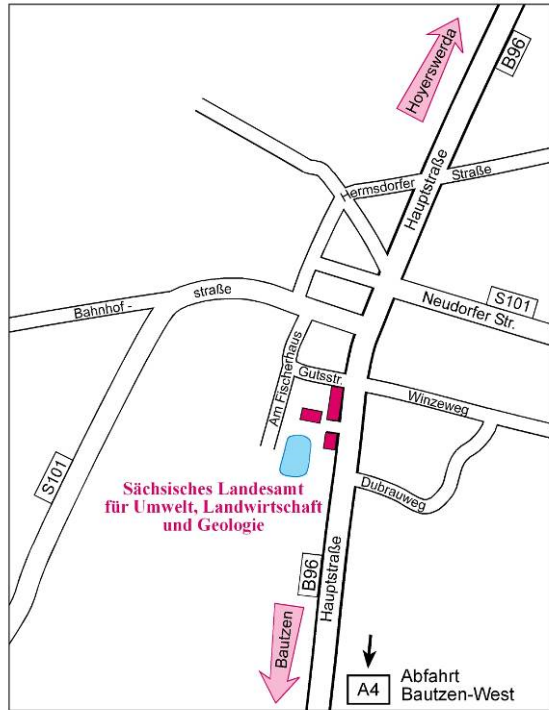 Hoyerswerda
B96
Hermsdorfer Straße
Hauptstraße
Bahnhof - straße
S101
Neudorfer Str.
Am Fischerhaus
Gutsstr.
Winzeweg
S101
Dubrauweg
Sächsisches Landesamt
für Umwelt, Landwirtschaft
und Geologie
B96
Hauptstraße
Bautzen
A4
Abfahrt
Bautzen-West